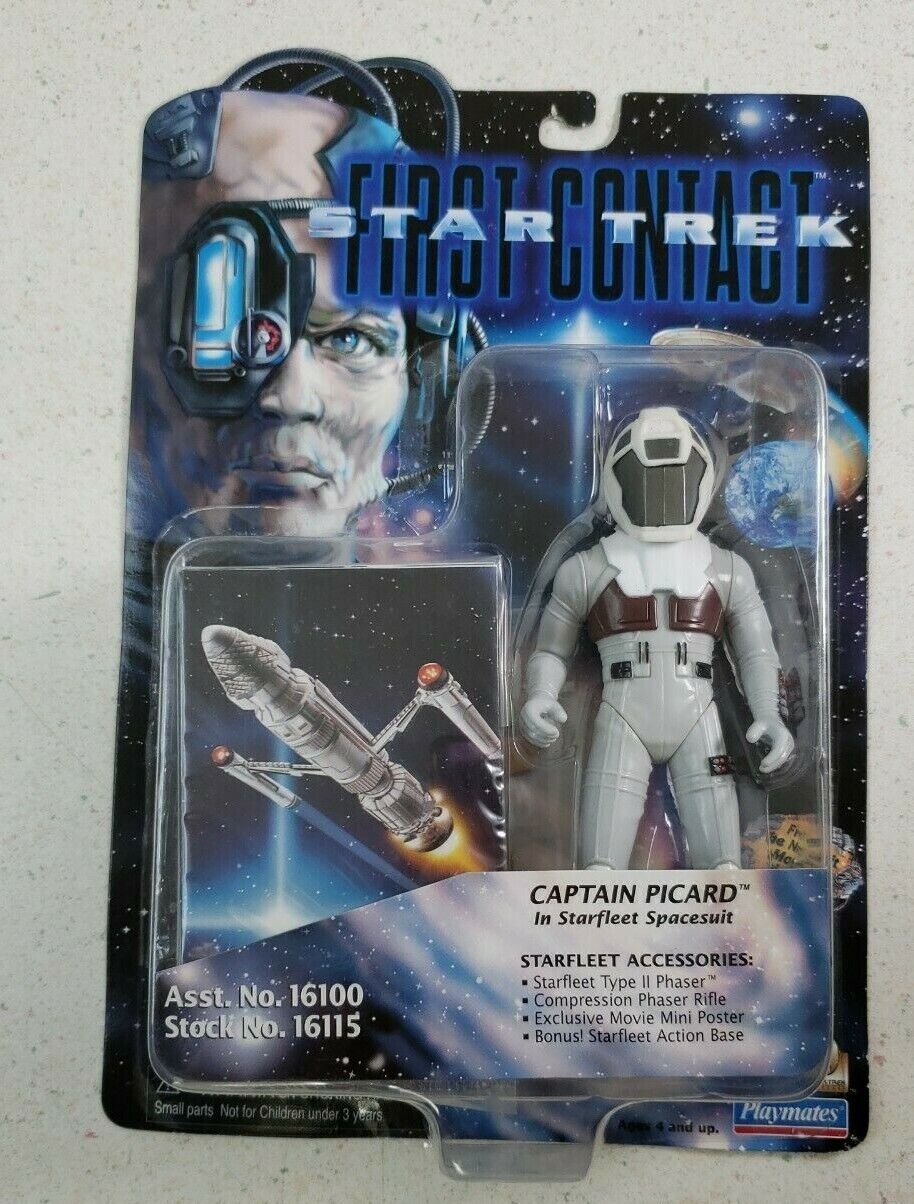 FIRST CONTACT™
STAR TREK
CAPTAIN PICARD™
In Starfleet Spacesuit
STARFLEET ACCESSORIES:
▪ Starfleet Type II Phaser™
▪ Compression Phaser Rifle
▪ Exclusive Movie Mini Poster
▪ Bonus! Starfleet Action Base
Asst. No. 16100
Stock No. 16115
Small parts Not for Children under 3 years.
Ages 4 and up.
Playmates®